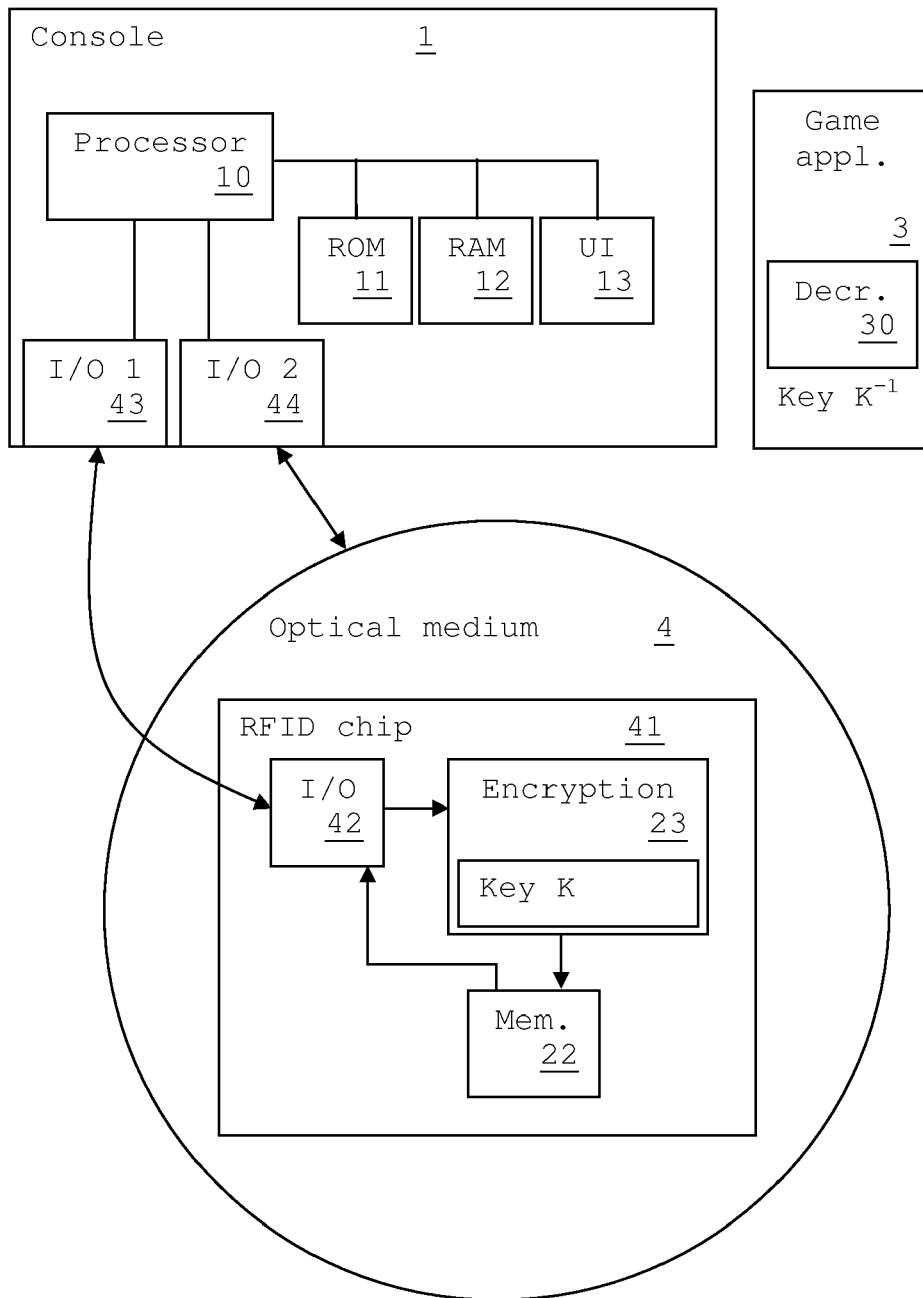 Console 1
Processor
10
ROM
11
RAM
12
UI
13
I/O 1
43
I/O 2
44
Game
appl.
3
Decr.
30
Key K⁻¹
Optical medium 4
RFID chip 41
I/O
42
Encryption
23
Key K
Mem.
22